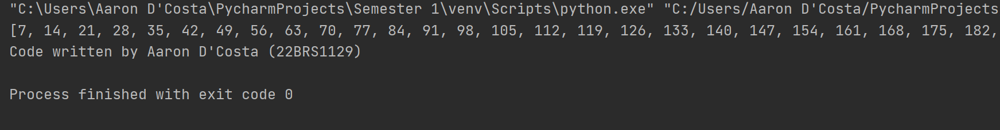 "C:\Users\Aaron D'Costa\PycharmProjects\Semester 1\venv\Scripts\python.exe" "C:/Users/Aaron D'Costa/PycharmProjects
[7, 14, 21, 28, 35, 42, 49, 56, 63, 70, 77, 84, 91, 98, 105, 112, 119, 126, 133, 140, 147, 154, 161, 168, 175, 182,
Code written by Aaron D'Costa (22BRS1129)
Process finished with exit code 0